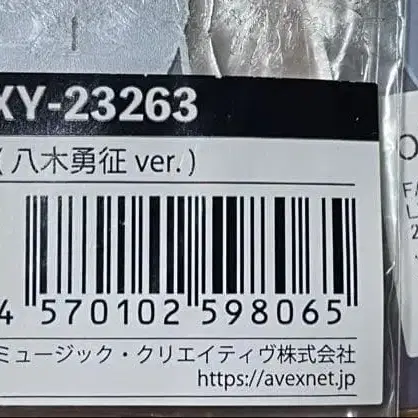 XY-23263
(八木勇征 ver.)
4 570102 598065
ミュージック・クリエイティヴ株式会社
https://avexnet.jp